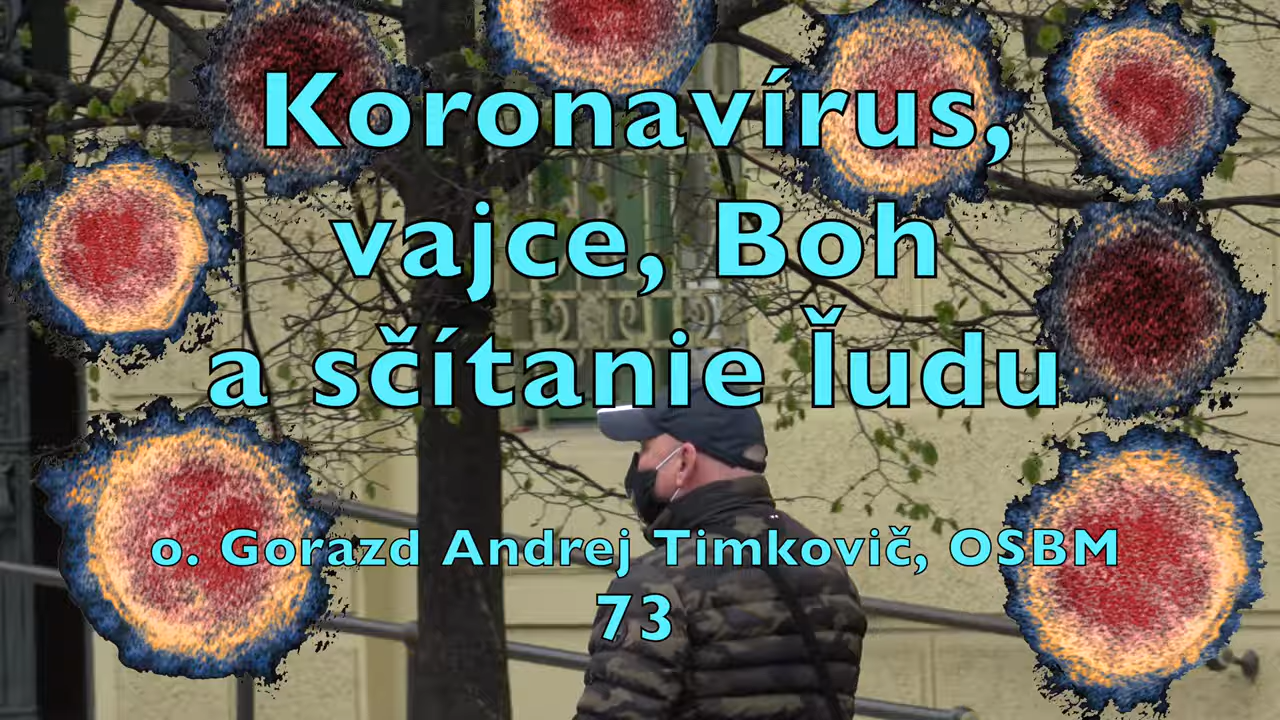 Koronavírus,
vajce, Boh
a sčítanie ľudu
o. Gorazd Andrej Timkovič, OSBM
73